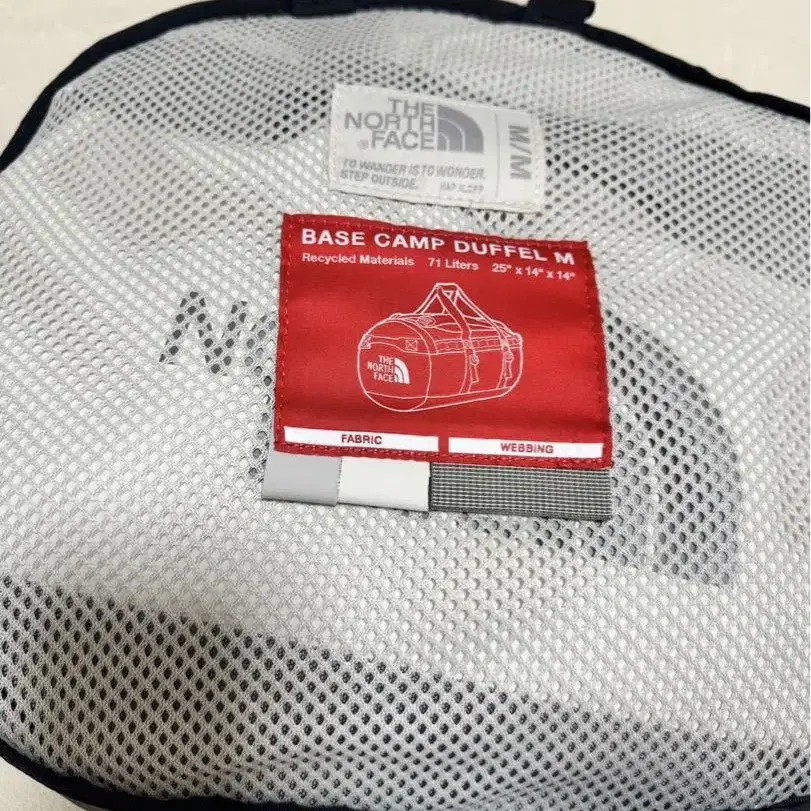 THE
NORTH
FACE
M/M
TO WANDER IS TO WONDER.
STEP OUTSIDE.
BASE CAMP DUFFEL M
Recycled Materials 71 Liters 25" x 14" x 14"
THE
NORTH
FACE
FABRIC
WEBBING
N